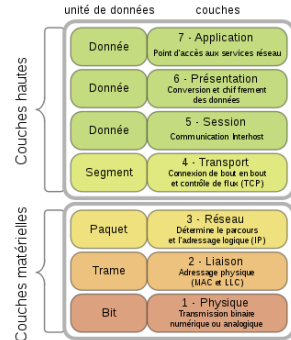 unité de données
couches
Couches hautes
Donnée
7 - Application
Point d'accès aux services réseau
Donnée
6 - Présentation
Conversion et chiffrement
des données
Donnée
5 - Session
Communication Interhost
Segment
4 - Transport
Connexion de bout en bout
et contrôle de flux (TCP)
Couches matérielles
Paquet
3 - Réseau
Détermine le parcours
et l'adressage logique (IP)
Trame
2 - Liaison
Adressage physique
(MAC et LLC)
Bit
1 - Physique
Transmission binaire
numérique ou analogique